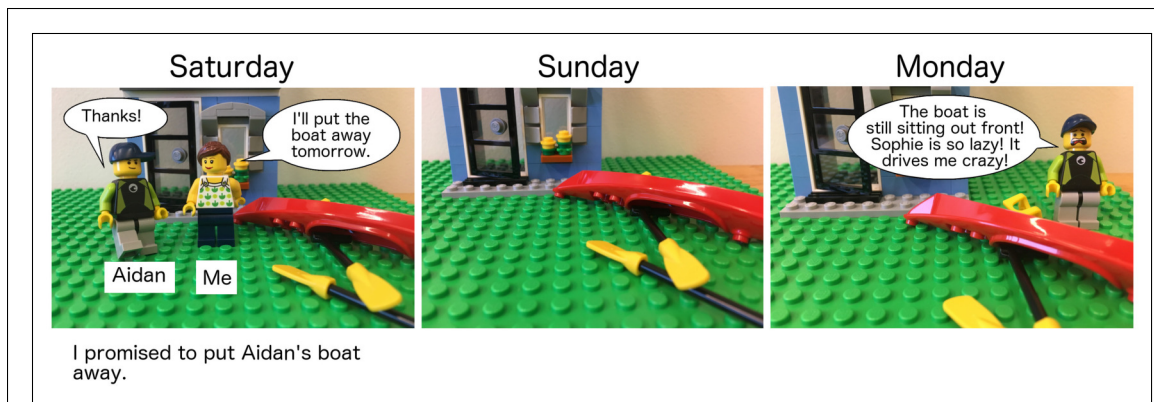 Saturday
Thanks!
I'll put the
boat away
tomorrow.
Aidan
Me
I promised to put Aidan's boat
away.
Sunday
Monday
The boat is
still sitting out front!
Sophie is so lazy! It
drives me crazy!